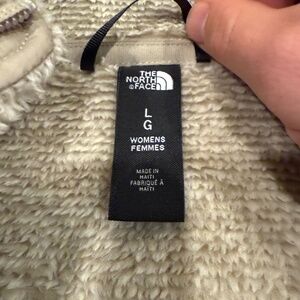 THE
NORTH
®FACE
L
G
WOMENS
FEMMES
MADE IN
HAITI
FABRIQUÉ À
HAÏTI